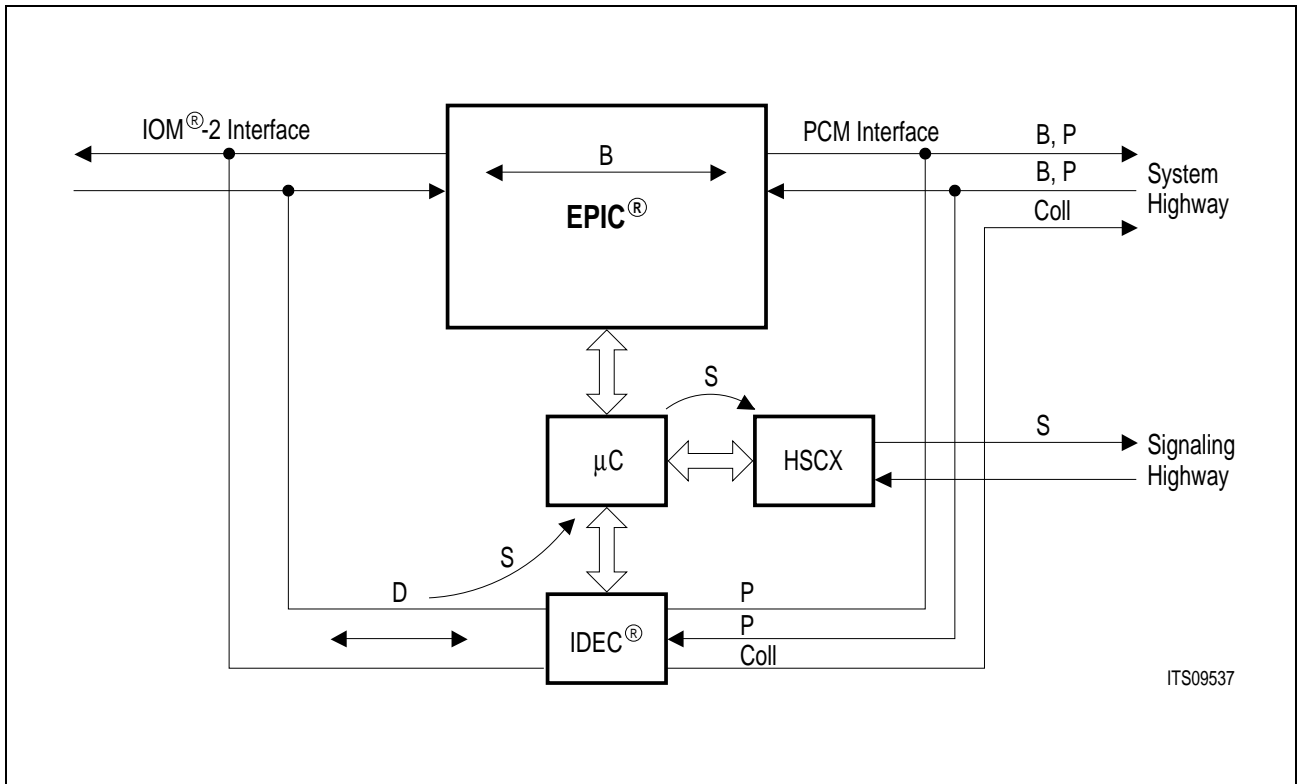 IOM®-2 Interface
PCM Interface
B, P
B
B, P
System
Highway
EPIC®
Coll
S
S
μC
HSCX
Signaling
Highway
S
D
P
P
IDEC®
Coll
ITS09537